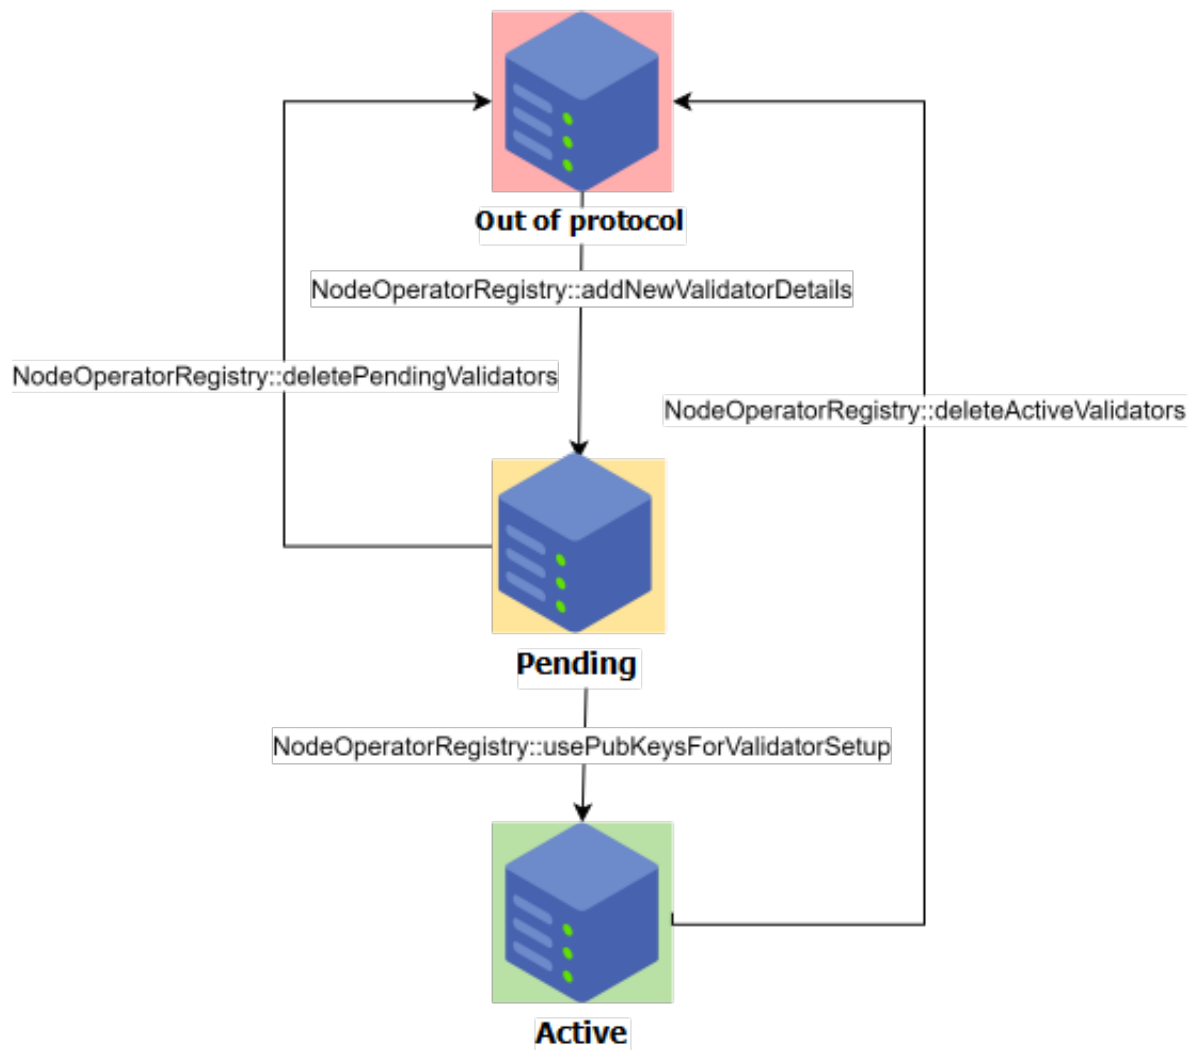 Out of protocol
NodeOperatorRegistry::addNewValidatorDetails
NodeOperatorRegistry::deletePendingValidators
NodeOperatorRegistry::deleteActiveValidators
Pending
NodeOperatorRegistry::usePubKeysForValidatorSetup
Active